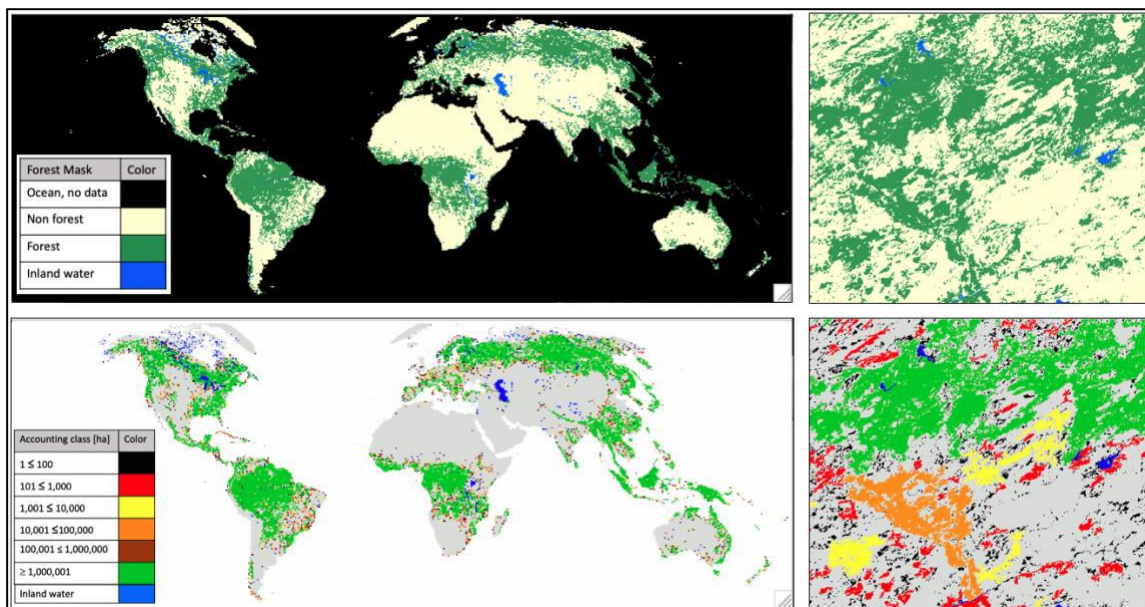 Forest Mask Color
Ocean, no data
Non forest
Forest
Inland water
Accounting class [ha] Color
1 ≤ 100
101 ≤ 1,000
1,001 ≤ 10,000
10,001 ≤100,000
100,001 ≤ 1,000,000
≥ 1,000,001
Inland water